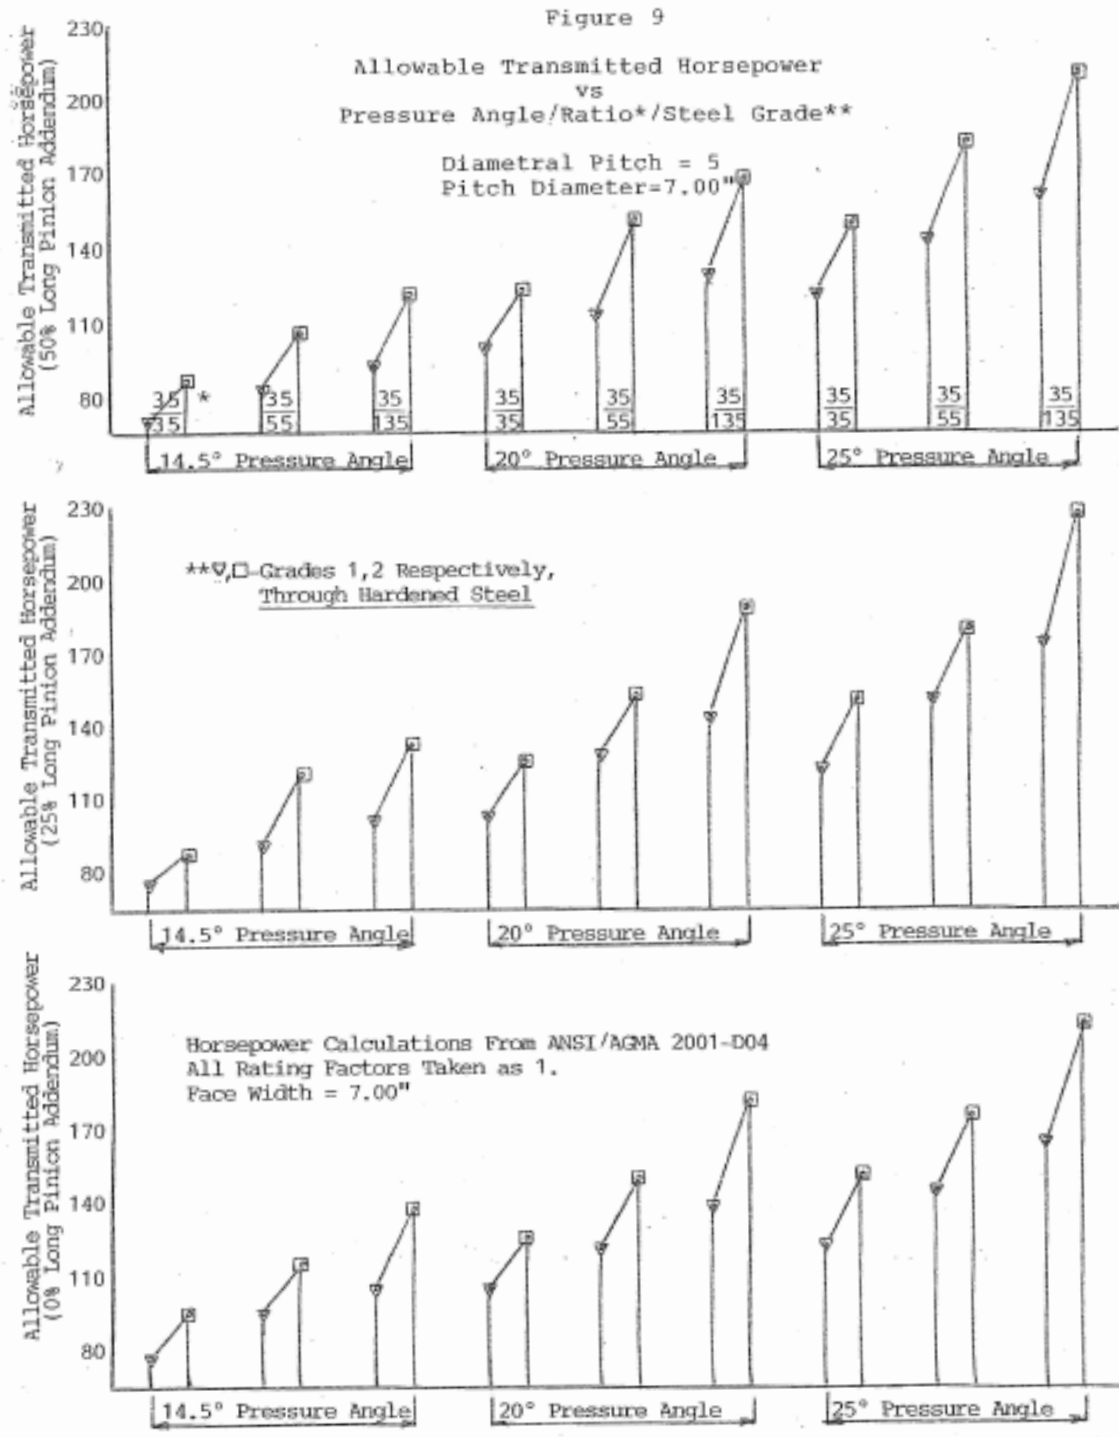 Figure 9
Allowable Transmitted Horsepower
vs
Pressure Angle/Ratio*/Steel Grade**
Diametral Pitch = 5
Pitch Diameter=7.00"
Allowable Transmitted Horsepower
(50% Long Pinion Addendum)
230
200
170
140
110
80
35 35 35 35 35 35 35 35 35
*
35 55 135 35 55 135 35 55 135
14.5° Pressure Angle 20° Pressure Angle 25° Pressure Angle
Allowable Transmitted Horsepower
(25% Long Pinion Addendum)
230
200
170
140
110
80
**▽,□-Grades 1,2 Respectively,
Through Hardened Steel
14.5° Pressure Angle 20° Pressure Angle 25° Pressure Angle
Allowable Transmitted Horsepower
(0% Long Pinion Addendum)
230
200
170
140
110
80
Horsepower Calculations From ANSI/AGMA 2001-D04
All Rating Factors Taken as 1.
Face Width = 7.00"
14.5° Pressure Angle 20° Pressure Angle 25° Pressure Angle